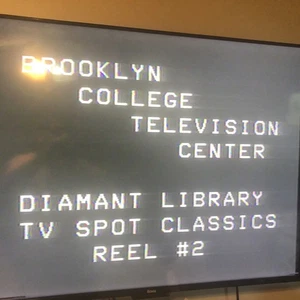 BROOKLYN
COLLEGE
TELEVISION
CENTER
DIAMANT LIBRARY
TV SPOT CLASSICS
REEL #2